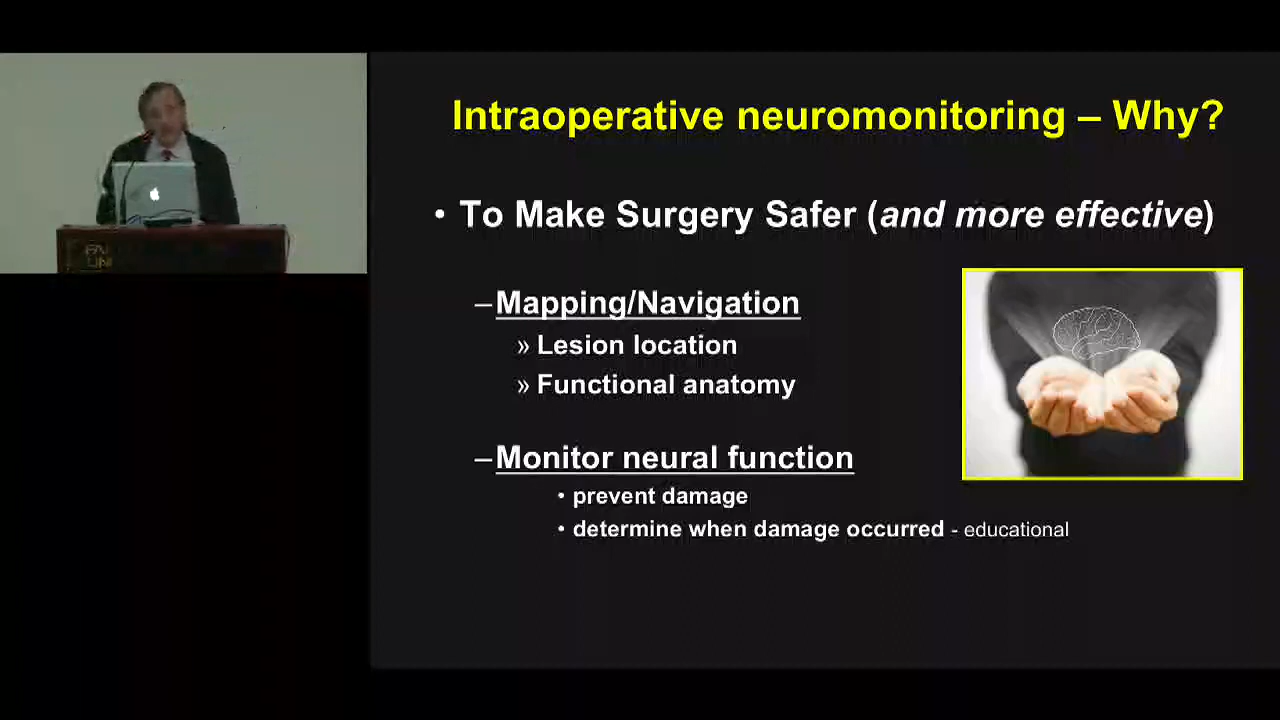 Intraoperative neuromonitoring – Why?
• To Make Surgery Safer (and more effective)
–Mapping/Navigation
» Lesion location
» Functional anatomy
–Monitor neural function
• prevent damage
• determine when damage occurred - educational